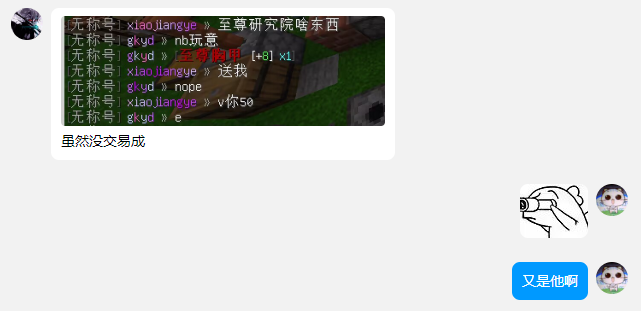 [无称号] xiaojiangye » 至尊研究院啥东西
[无称号] gkyd » nb玩意
[无称号] gkyd » [至尊胸甲 [+8] x1]
[无称号] xiaojiangye » 送我
[无称号] gkyd » nope
[无称号] xiaojiangye » v你50
[无称号] gkyd » e
虽然没交易成
又是他啊